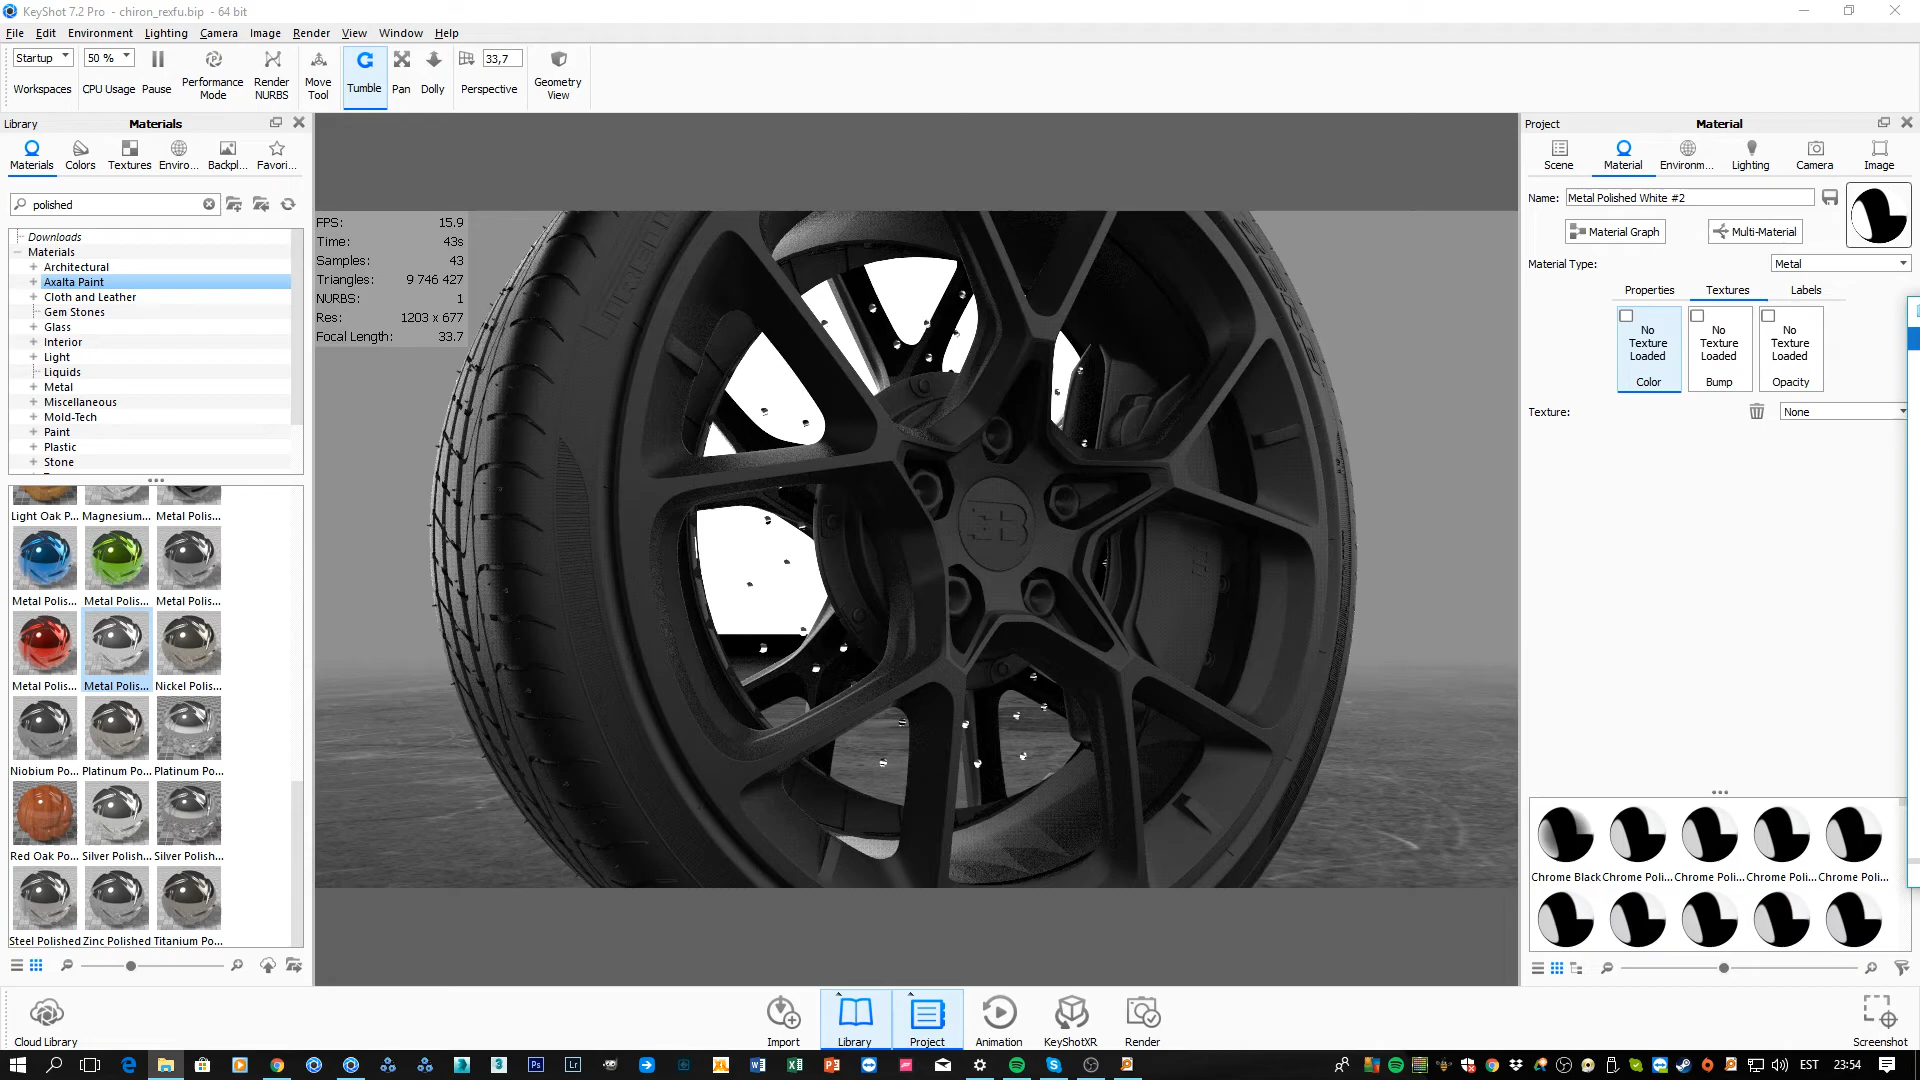 KeyShot 7.2 Pro - chiron_rexfu.bip - 64 bit
File Edit Environment Lighting Camera Image Render View Window Help
Startup 50 % 33,7
Workspaces CPU Usage Pause Performance Mode Render NURBS Move Tool Tumble Pan Dolly Perspective Geometry View
Library Materials
Materials Colors Textures Enviro... Backpl... Favori...
polished
Downloads
Materials
Architectural
Axalta Paint
Cloth and Leather
Gem Stones
Glass
Interior
Light
Liquids
Metal
Miscellaneous
Mold-Tech
Paint
Plastic
Stone
Light Oak P... Magnesium... Metal Polis...
Metal Polis... Metal Polis... Metal Polis...
Metal Polis... Metal Polis... Nickel Polis...
Niobium Po... Platinum Po... Platinum Po...
Red Oak Po... Silver Polish... Silver Polish...
Steel Polished Zinc Polished Titanium Po...
FPS: 15.9
Time: 43s
Samples: 43
Triangles: 9 746 427
NURBS: 1
Res: 1203 x 677
Focal Length: 33.7
Project Material
Scene Material Environm... Lighting Camera Image
Name: Metal Polished White #2
Material Graph Multi-Material
Material Type: Metal
Properties Textures Labels
No Texture Loaded No Texture Loaded No Texture Loaded
Color Bump Opacity
Texture: None
Chrome Black Chrome Poli... Chrome Poli... Chrome Poli... Chrome Poli...
Cloud Library Import Library Project Animation KeyShotXR Render Screenshot
EST 23:54